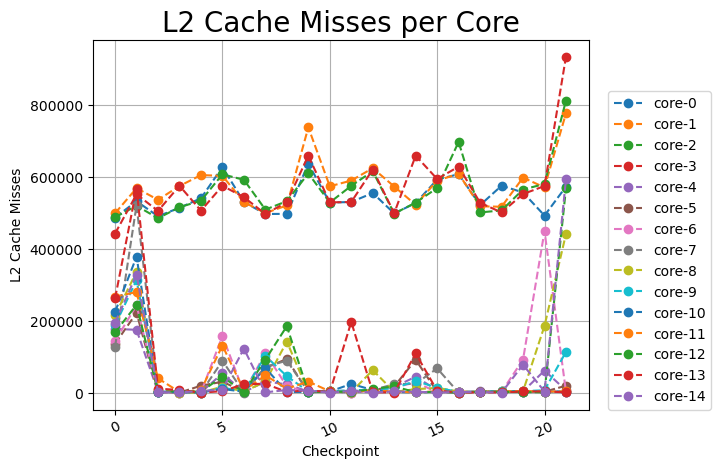 L2 Cache Misses per Core
L2 Cache Misses
800000
600000
400000
200000
0
0
5
10
15
20
Checkpoint
core-0
core-1
core-2
core-3
core-4
core-5
core-6
core-7
core-8
core-9
core-10
core-11
core-12
core-13
core-14